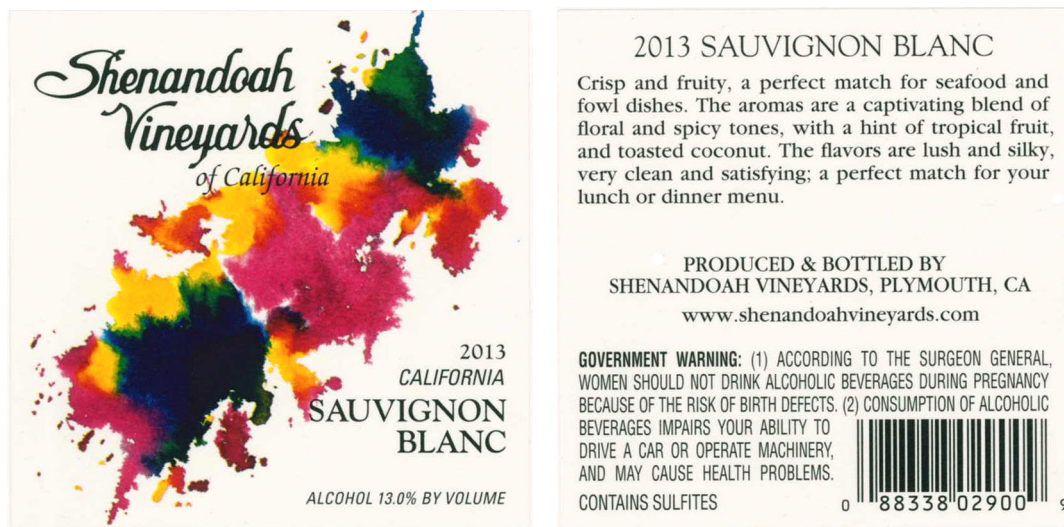 Shenandoah
Vineyards
of California
2013
CALIFORNIA
SAUVIGNON
BLANC
ALCOHOL 13.0% BY VOLUME
2013 SAUVIGNON BLANC
Crisp and fruity, a perfect match for seafood and
fowl dishes. The aromas are a captivating blend of
floral and spicy tones, with a hint of tropical fruit,
and toasted coconut. The flavors are lush and silky,
very clean and satisfying; a perfect match for your
lunch or dinner menu.
PRODUCED & BOTTLED BY
SHENANDOAH VINEYARDS, PLYMOUTH, CA
www.shenandoahvineyards.com
GOVERNMENT WARNING: (1) ACCORDING TO THE SURGEON GENERAL,
WOMEN SHOULD NOT DRINK ALCOHOLIC BEVERAGES DURING PREGNANCY
BECAUSE OF THE RISK OF BIRTH DEFECTS. (2) CONSUMPTION OF ALCOHOLIC
BEVERAGES IMPAIRS YOUR ABILITY TO
DRIVE A CAR OR OPERATE MACHINERY,
AND MAY CAUSE HEALTH PROBLEMS.
CONTAINS SULFITES
0 88338 02900